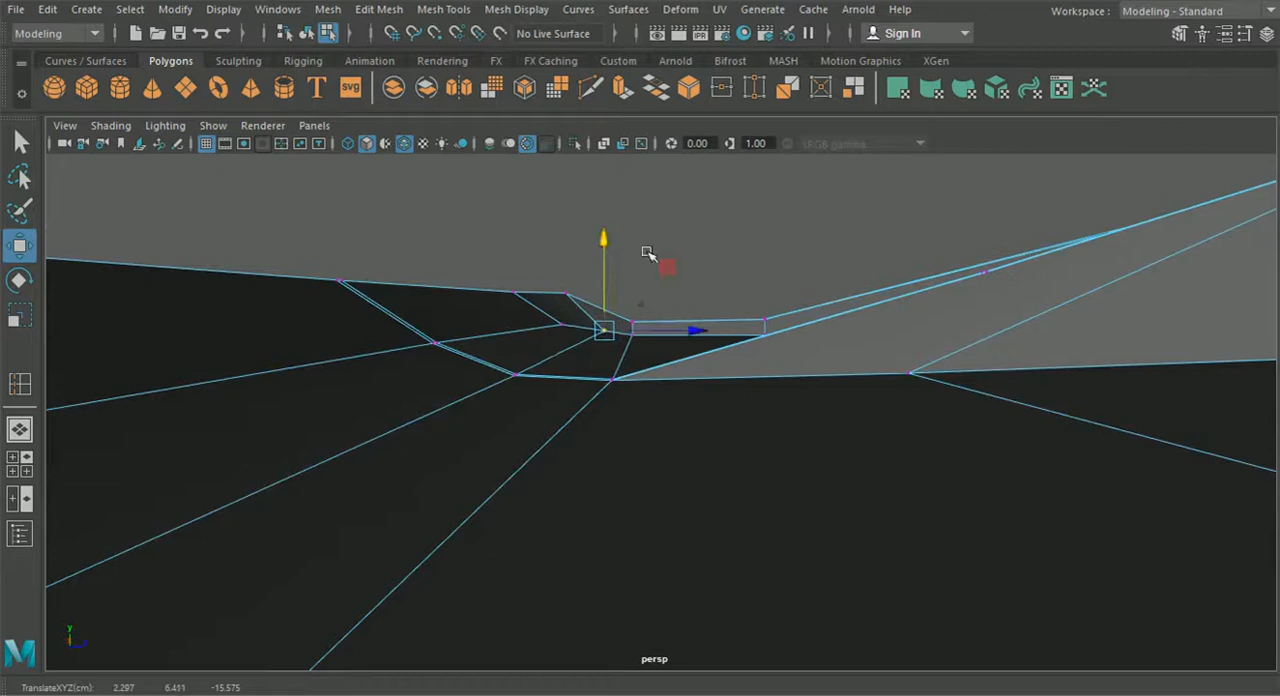 File Edit Create Select Modify Display Windows Mesh Edit Mesh Mesh Tools Mesh Display Curves Surfaces Deform UV Generate Cache Arnold Help Workspace: Modeling - Standard
Modeling No Live Surface IPR Sign In
Curves / Surfaces Polygons Sculpting Rigging Animation Rendering FX FX Caching Custom Arnold Bifrost MASH Motion Graphics XGen
T SVG
View Shading Lighting Show Renderer Panels
0.00 1.00 sRGB gamma
y
persp
M
TranslateXYZ(cm): 2.297 6.411 -15.575